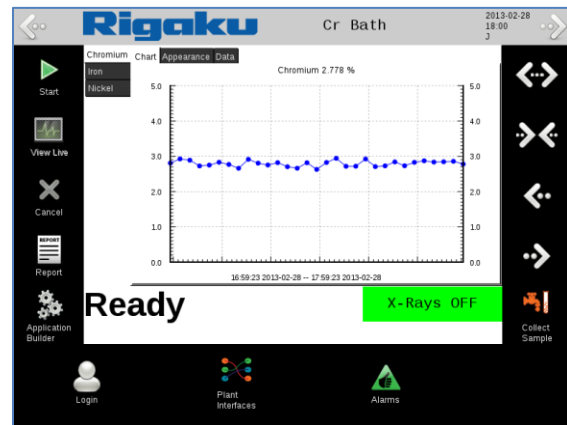 Rigaku
Cr Bath
2013-02-28
18:00
J
Start
View Live
Cancel
REPORT
Report
Application
Builder
Chromium
Iron
Nickel
Chart Appearance Data
Chromium 2.778 %
5.0 5.0
4.0 4.0
3.0 3.0
2.0 2.0
1.0 1.0
0.0 0.0
16:59:23 2013-02-28 -- 17:59:23 2013-02-28
Ready
X-Rays OFF
Collect
Sample
Login
Plant
Interfaces
Alarms